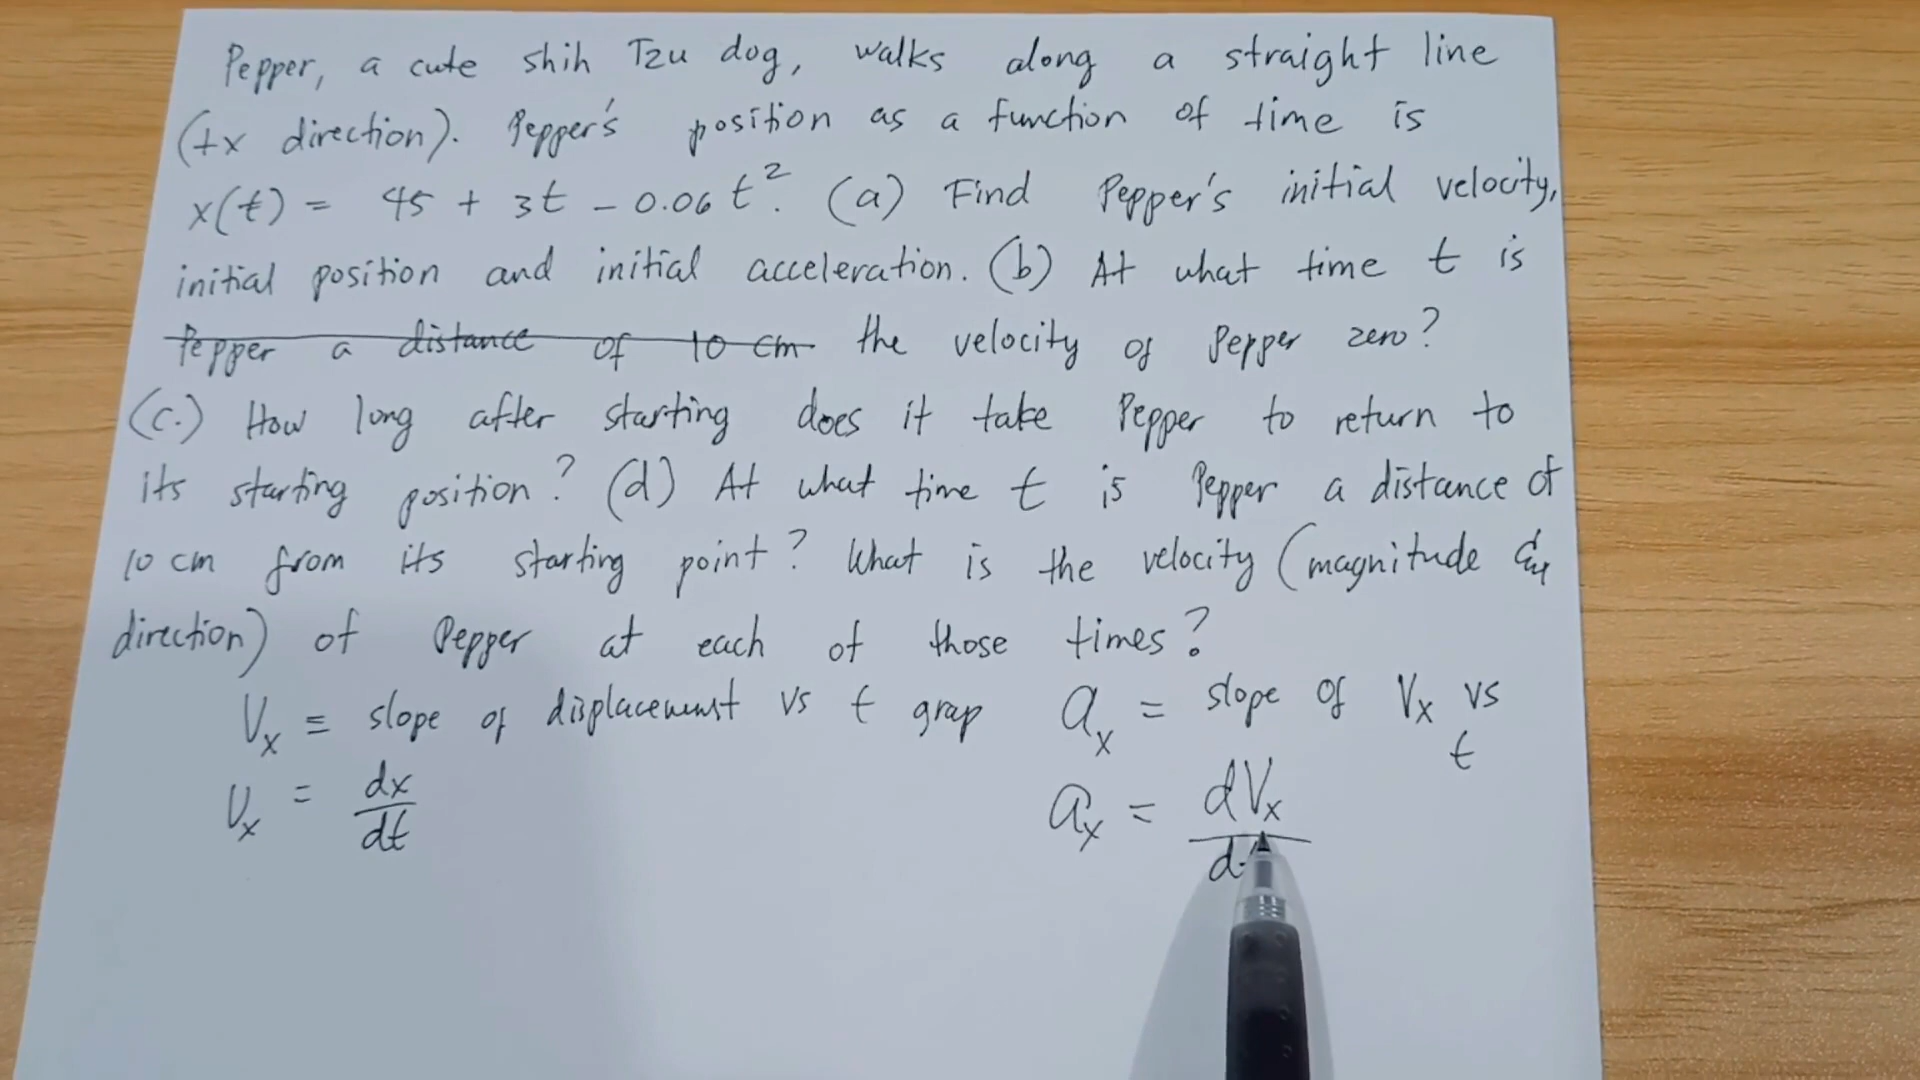 Pepper, a cute shih Tzu dog, walks along a straight line
(+x direction). Pepper's position as a function of time is
x(t) = 45 + 3t - 0.06 t². (a) Find Pepper's initial velocity,
initial position and initial acceleration. (b) At what time t is
Pepper a distance of 10 cm the velocity of Pepper zero?
(c.) How long after starting does it take Pepper to return to
its starting position? (d) At what time t is Pepper a distance of
10 cm from its starting point? What is the velocity (magnitude &
direction) of Pepper at each of those times?
Vx = slope of displacement vs t grap
ax = slope of Vx vs t
Vx = dx/dt
ax = dVx/d